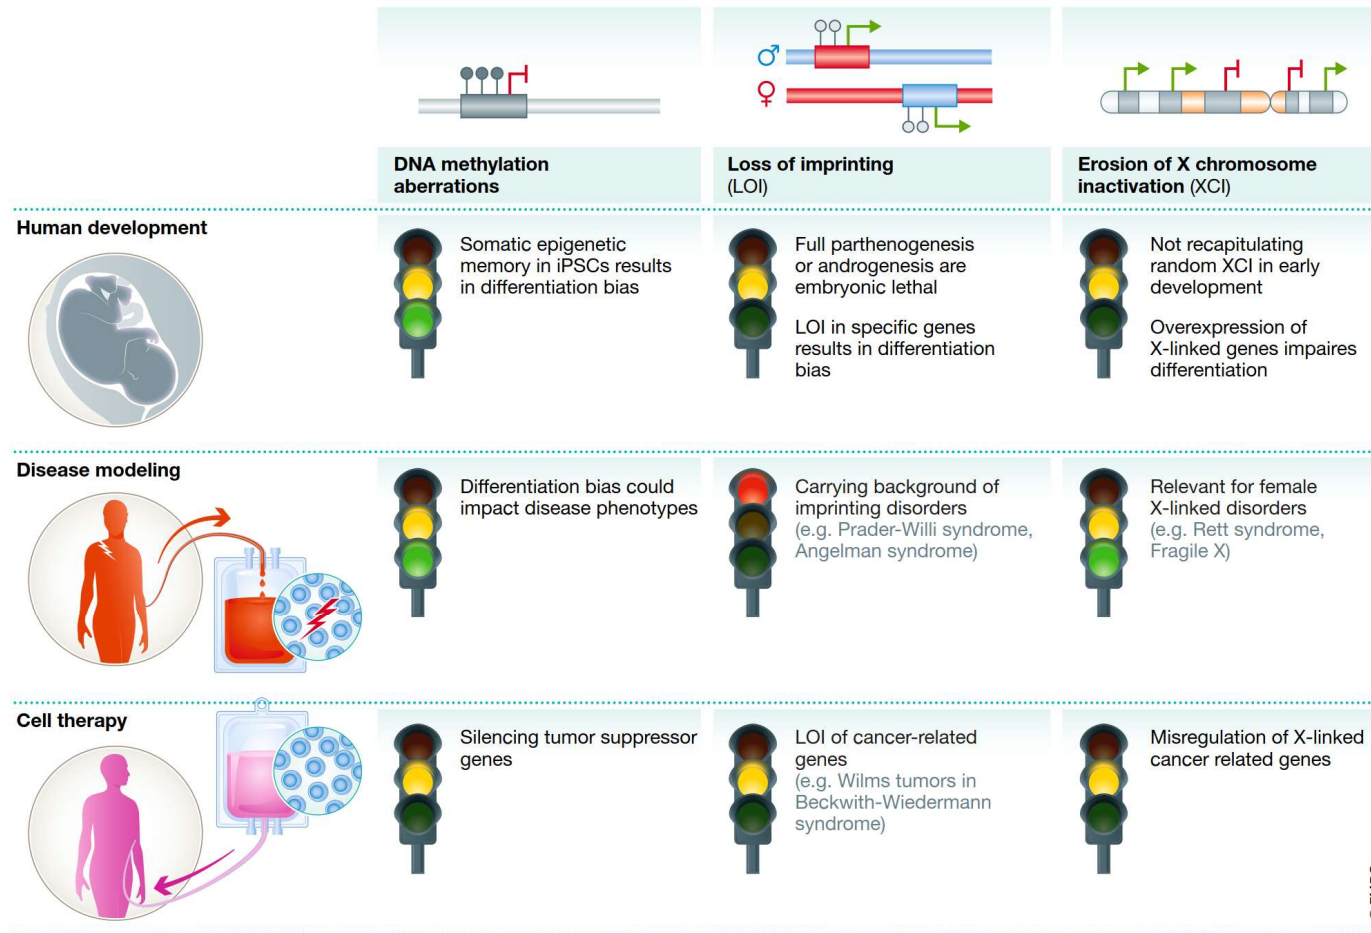 DNA methylation
aberrations
Loss of imprinting
(LOI)
Erosion of X chromosome
inactivation (XCI)
Human development
Somatic epigenetic
memory in iPSCs results
in differentiation bias
Full parthenogenesis
or androgenesis are
embryonic lethal
LOI in specific genes
results in differentiation
bias
Not recapitulating
random XCI in early
development
Overexpression of
X-linked genes impaires
differentiation
Disease modeling
Differentiation bias could
impact disease phenotypes
Carrying background of
imprinting disorders
(e.g. Prader-Willi syndrome,
Angelman syndrome)
Relevant for female
X-linked disorders
(e.g. Rett syndrome,
Fragile X)
Cell therapy
Silencing tumor suppressor
genes
LOI of cancer-related
genes
(e.g. Wilms tumors in
Beckwith-Wiedermann
syndrome)
Misregulation of X-linked
cancer related genes